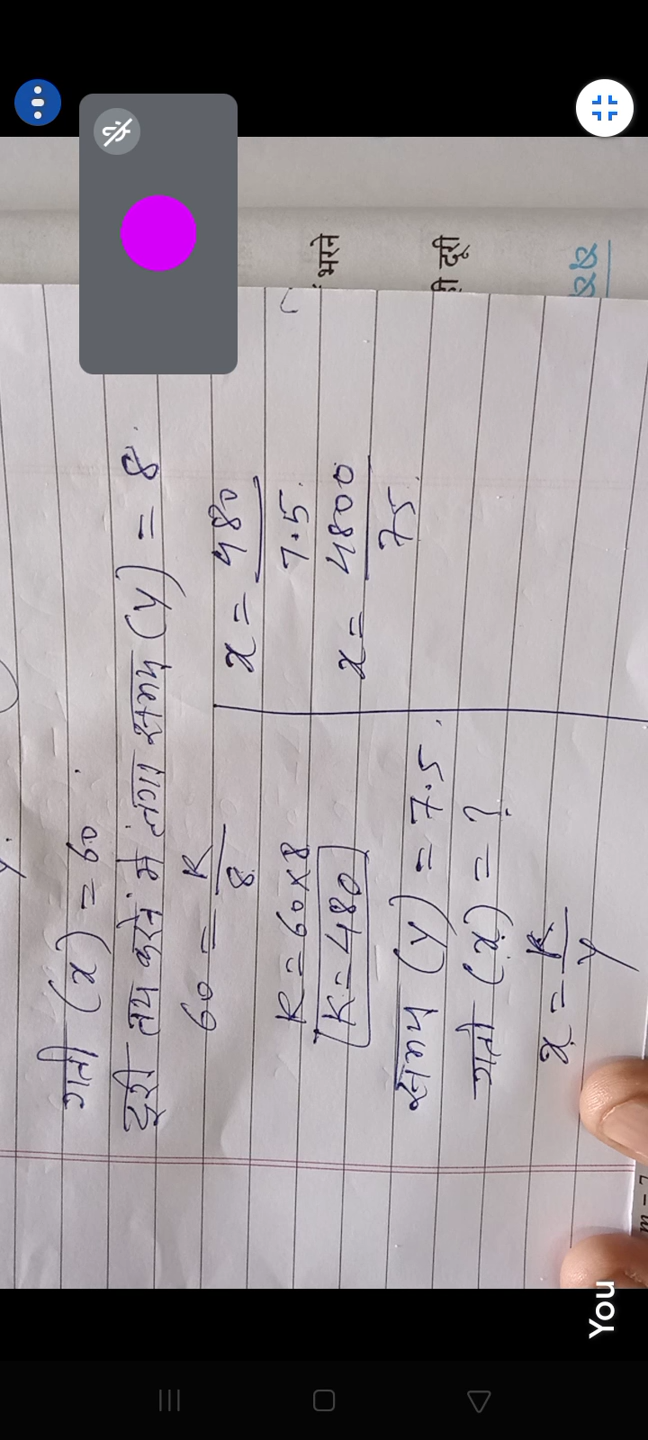 भरने
ी दूरी
गती (x) = 60
दूरी तय करने में लगा समय (y) = 8.
60 = K/8
K = 60×8
K = 480
समय (y) = 7.5.
गती (x) = ?
x = K/y
x = 480/7.5.
x = 4800/75.
You